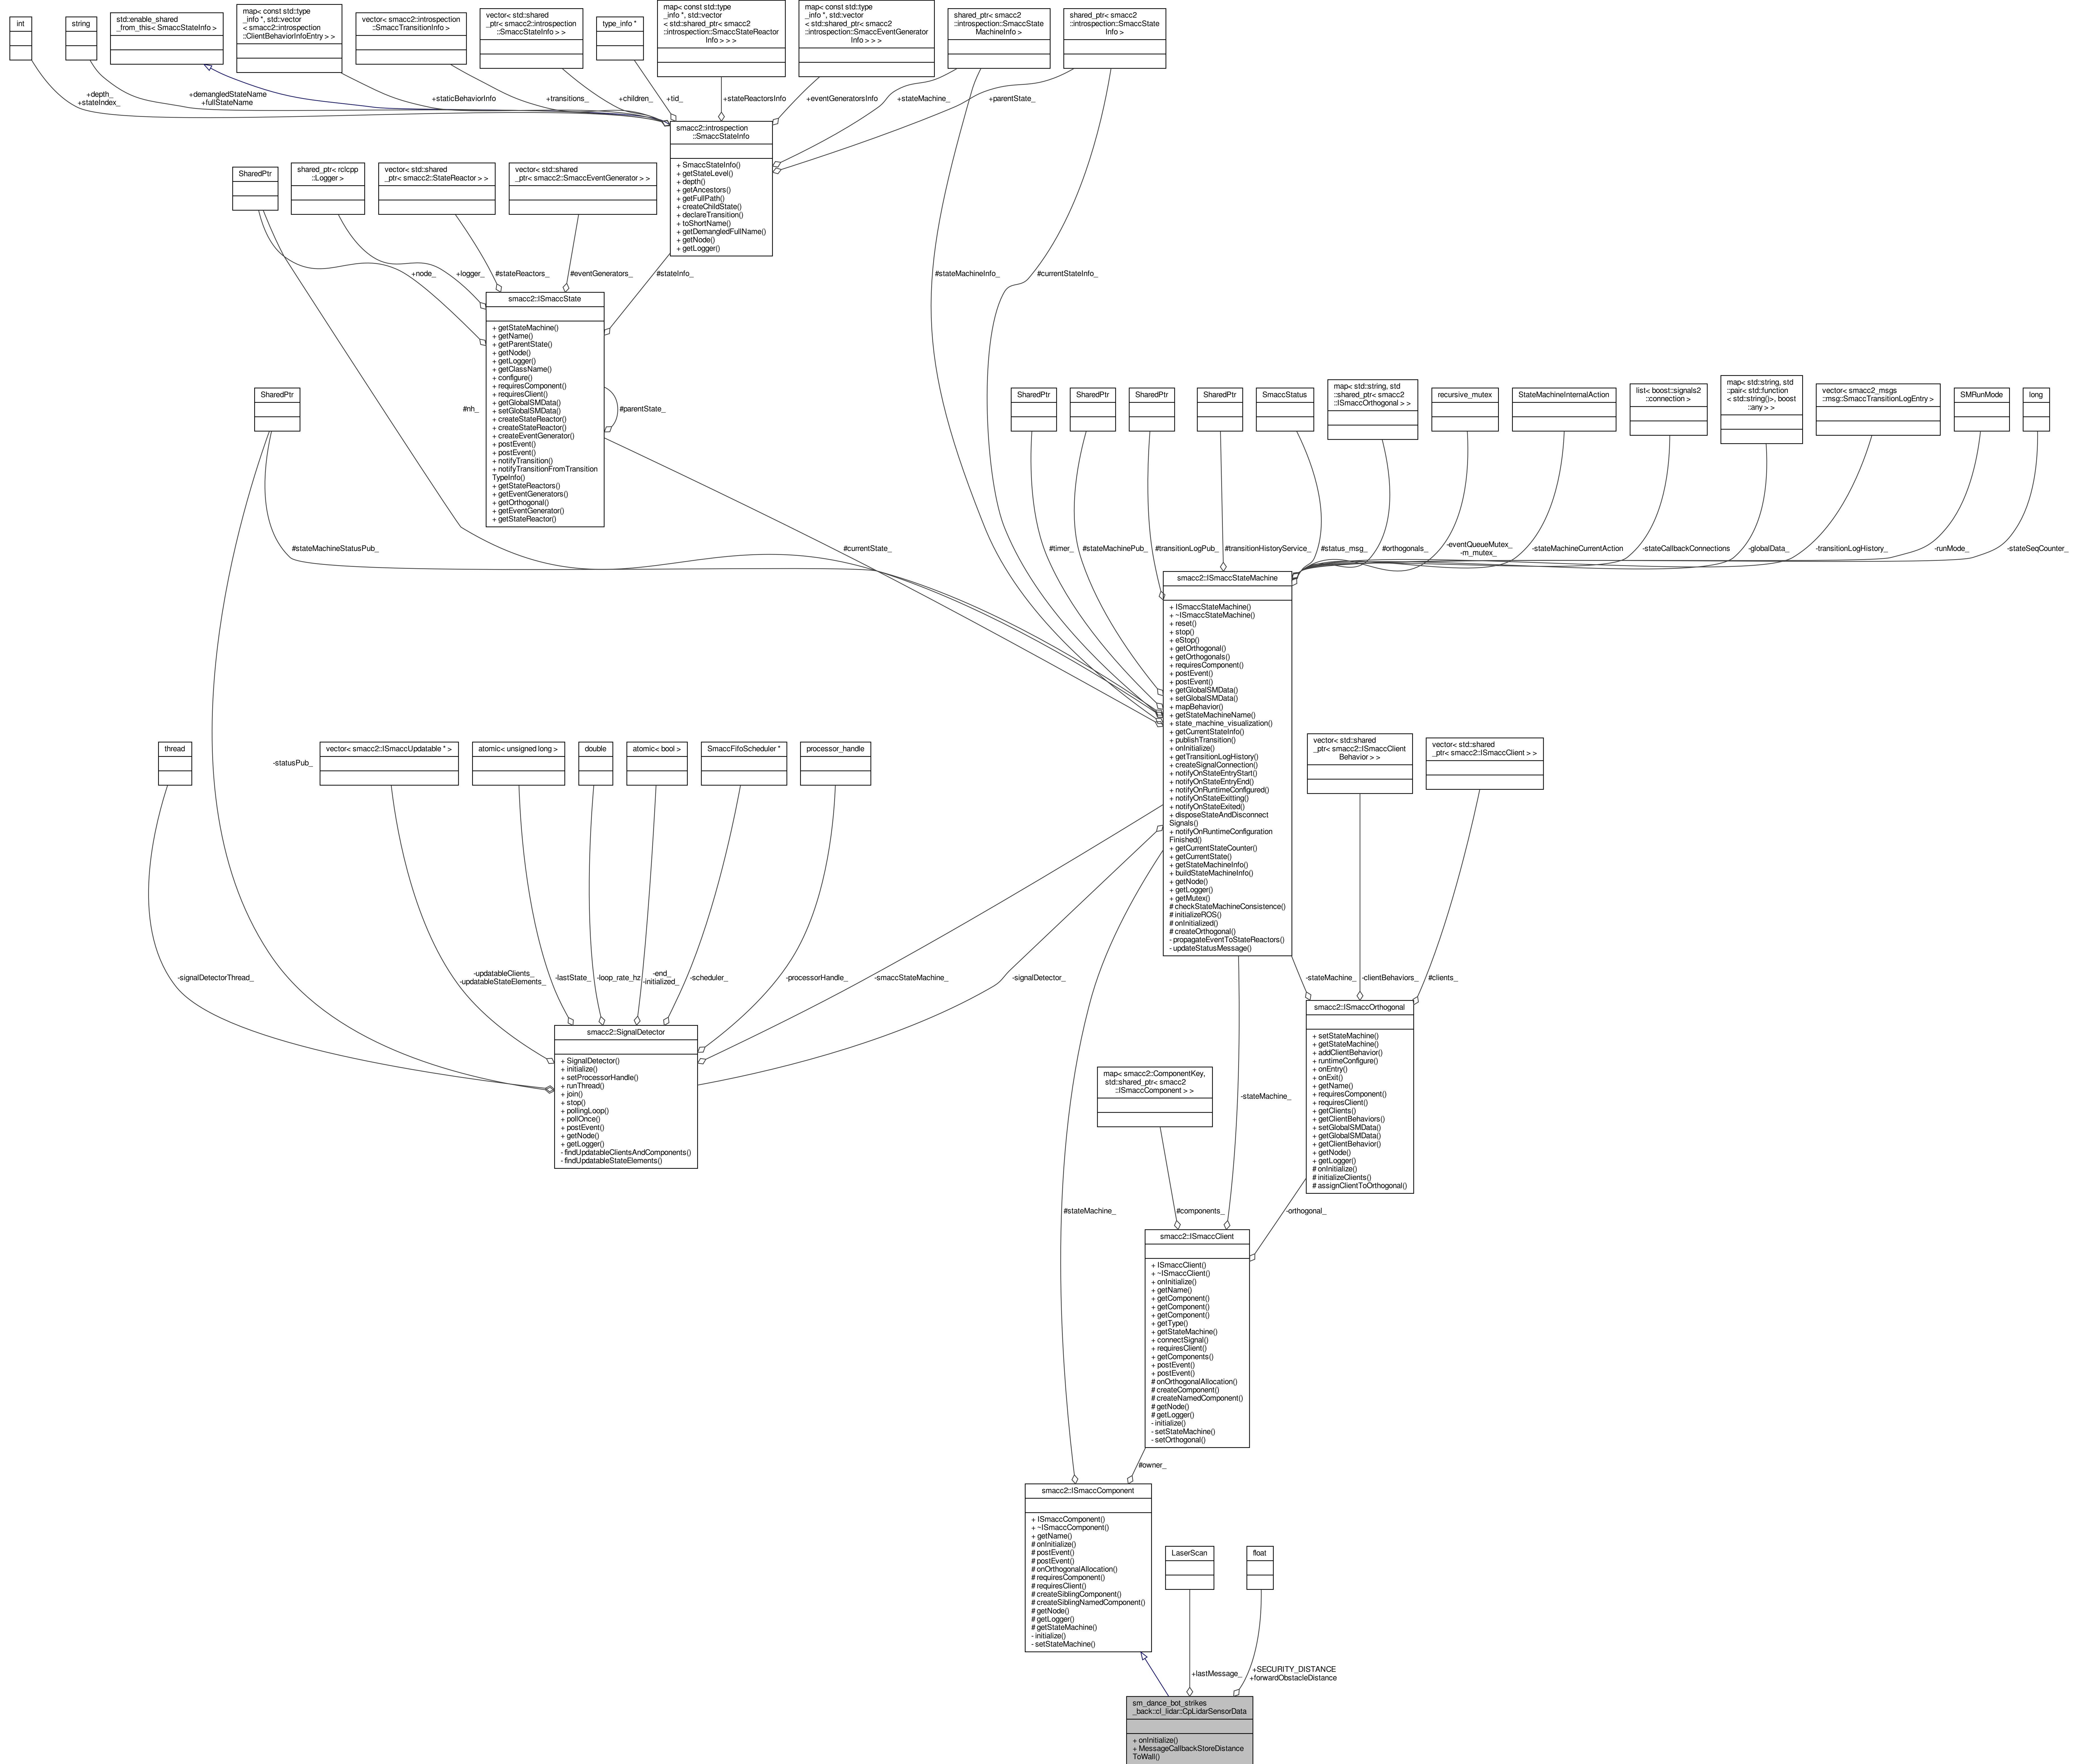 int
string
std::enable_shared
_from_this< SmaccStateInfo >
map< const std::type
_info *, std::vector
< smacc2::introspection
::ClientBehaviorInfoEntry > >
vector< smacc2::introspection
::SmaccTransitionInfo >
vector< std::shared
_ptr< smacc2::introspection
::SmaccStateInfo > >
type_info *
map< const std::type
_info *, std::vector
< std::shared_ptr< smacc2
::introspection::SmaccStateReactor
Info > > >
map< const std::type
_info *, std::vector
< std::shared_ptr< smacc2
::introspection::SmaccEventGenerator
Info > > >
shared_ptr< smacc2
::introspection::SmaccState
MachineInfo >
shared_ptr< smacc2
::introspection::SmaccState
Info >
+depth_
+stateIndex_
+demangledStateName
+fullStateName
+staticBehaviorInfo
+transitions_
+children_
+tid_
+stateReactorsInfo
+eventGeneratorsInfo
+stateMachine_
+parentState_
smacc2::introspection
::SmaccStateInfo
+ SmaccStateInfo()
+ getStateLevel()
+ depth()
+ getAncestors()
+ getFullPath()
+ createChildState()
+ declareTransition()
+ toShortName()
+ getDemangledFullName()
+ getNode()
+ getLogger()
SharedPtr
shared_ptr< rclcpp
::Logger >
vector< std::shared
_ptr< smacc2::StateReactor > >
vector< std::shared
_ptr< smacc2::SmaccEventGenerator > >
+node_
+logger_
#stateReactors_
#eventGenerators_
#stateInfo_
#stateMachineInfo_
#currentStateInfo_
smacc2::ISmaccState
+ getStateMachine()
+ getName()
+ getParentState()
+ getNode()
+ getLogger()
+ getClassName()
+ configure()
+ requiresComponent()
+ requiresClient()
+ getGlobalSMData()
+ setGlobalSMData()
+ createStateReactor()
+ createStateReactor()
+ createEventGenerator()
+ postEvent()
+ postEvent()
+ notifyTransition()
+ notifyTransitionFromTransition
TypeInfo()
+ getStateReactors()
+ getEventGenerators()
+ getOrthogonal()
+ getEventGenerator()
+ getStateReactor()
#parentState_
#nh_
SharedPtr
SharedPtr
SharedPtr
SharedPtr
SharedPtr
SmaccStatus
map< std::string, std
::shared_ptr< smacc2
::ISmaccOrthogonal > >
recursive_mutex
StateMachineInternalAction
list< boost::signals2
::connection >
map< std::string, std
::pair< std::function
< std::string()>, boost
::any > >
vector< smacc2_msgs
::msg::SmaccTransitionLogEntry >
SMRunMode
long
#stateMachineStatusPub_
#currentState_
#timer_
#stateMachinePub_
#transitionLogPub_
#transitionHistoryService_
#status_msg_
#orthogonals_
-eventQueueMutex_
-m_mutex_
-stateMachineCurrentAction
-stateCallbackConnections
-globalData_
-transitionLogHistory_
-runMode_
-stateSeqCounter_
smacc2::ISmaccStateMachine
+ ISmaccStateMachine()
+ ~ISmaccStateMachine()
+ reset()
+ stop()
+ eStop()
+ getOrthogonal()
+ getOrthogonals()
+ requiresComponent()
+ postEvent()
+ postEvent()
+ getGlobalSMData()
+ setGlobalSMData()
+ mapBehavior()
+ getStateMachineName()
+ state_machine_visualization()
+ getCurrentStateInfo()
+ publishTransition()
+ onInitialize()
+ getTransitionLogHistory()
+ createSignalConnection()
+ notifyOnStateEntryStart()
+ notifyOnStateEntryEnd()
+ notifyOnRuntimeConfigured()
+ notifyOnStateExitting()
+ notifyOnStateExited()
+ disposeStateAndDisconnect
Signals()
+ notifyOnRuntimeConfiguration
Finished()
+ getCurrentStateCounter()
+ getCurrentState()
+ getStateMachineInfo()
+ buildStateMachineInfo()
+ getNode()
+ getLogger()
+ getMutex()
# checkStateMachineConsistence()
# initializeROS()
# onInitialized()
# createOrthogonal()
- propagateEventToStateReactors()
- updateStatusMessage()
thread
-statusPub_
vector< smacc2::ISmaccUpdatable * >
atomic< unsigned long >
double
atomic< bool >
SmaccFifoScheduler *
processor_handle
vector< std::shared
_ptr< smacc2::ISmaccClient
Behavior > >
vector< std::shared
_ptr< smacc2::ISmaccClient > >
-signalDetectorThread_
-updatableClients_
-updatableStateElements_
-lastState_
-loop_rate_hz
-end_
-initialized_
-scheduler_
-processorHandle_
-smaccStateMachine_
-signalDetector_
-stateMachine_
-clientBehaviors_
#clients_
smacc2::SignalDetector
+ SignalDetector()
+ initialize()
+ setProcessorHandle()
+ runThread()
+ join()
+ stop()
+ pollingLoop()
+ pollOnce()
+ postEvent()
+ getNode()
+ getLogger()
- findUpdatableClientsAndComponents()
- findUpdatableStateElements()
smacc2::ISmaccOrthogonal
+ setStateMachine()
+ getStateMachine()
+ addClientBehavior()
+ runtimeConfigure()
+ onEntry()
+ onExit()
+ getName()
+ requiresComponent()
+ requiresClient()
+ getClients()
+ getClientBehaviors()
+ setGlobalSMData()
+ getGlobalSMData()
+ getClientBehavior()
+ getNode()
+ getLogger()
# onInitialize()
# initializeClients()
# assignClientToOrthogonal()
map< smacc2::ComponentKey,
std::shared_ptr< smacc2
::ISmaccComponent > >
-stateMachine_
#stateMachine_
#components_
-orthogonal_
smacc2::ISmaccClient
+ ISmaccClient()
+ ~ISmaccClient()
+ onInitialize()
+ getName()
+ getComponent()
+ getComponent()
+ getComponent()
+ getType()
+ getStateMachine()
+ connectSignal()
+ requiresClient()
+ getComponents()
+ postEvent()
+ postEvent()
# onOrthogonalAllocation()
# createComponent()
# createNamedComponent()
# getNode()
# getLogger()
- initialize()
- setStateMachine()
- setOrthogonal()
#owner_
smacc2::ISmaccComponent
+ ISmaccComponent()
+ ~ISmaccComponent()
+ getName()
# onInitialize()
# postEvent()
# postEvent()
# onOrthogonalAllocation()
# requiresComponent()
# requiresClient()
# createSiblingComponent()
# createSiblingNamedComponent()
# getNode()
# getLogger()
# getStateMachine()
- initialize()
- setStateMachine()
LaserScan
float
+lastMessage_
+SECURITY_DISTANCE
+forwardObstacleDistance
sm_dance_bot_strikes
_back::cl_lidar::CpLidarSensorData
+ onInitialize()
+ MessageCallbackStoreDistance
ToWall()